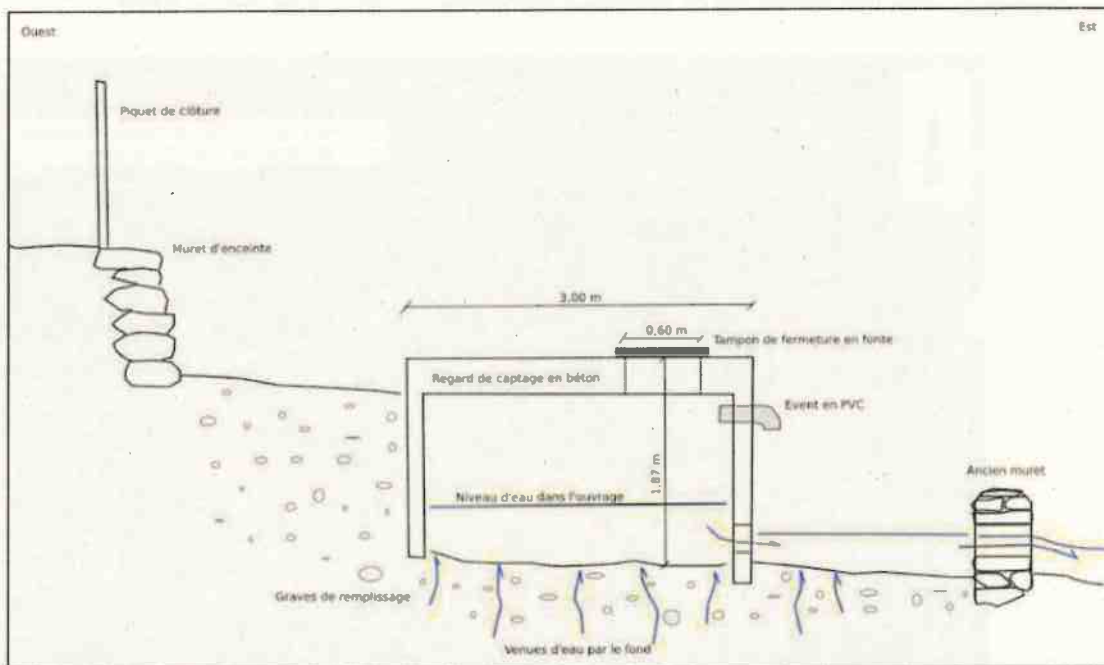 Ouest
Est
Piquet de clôture
Muret d'enceinte
3,00 m
0,60 m
Tampon de fermeture en fonte
Regard de captage en béton
Event en PVC
1,87 m
Ancien muret
Niveau d'eau dans l'ouvrage
Graves de remplissage
Venues d'eau par le fond